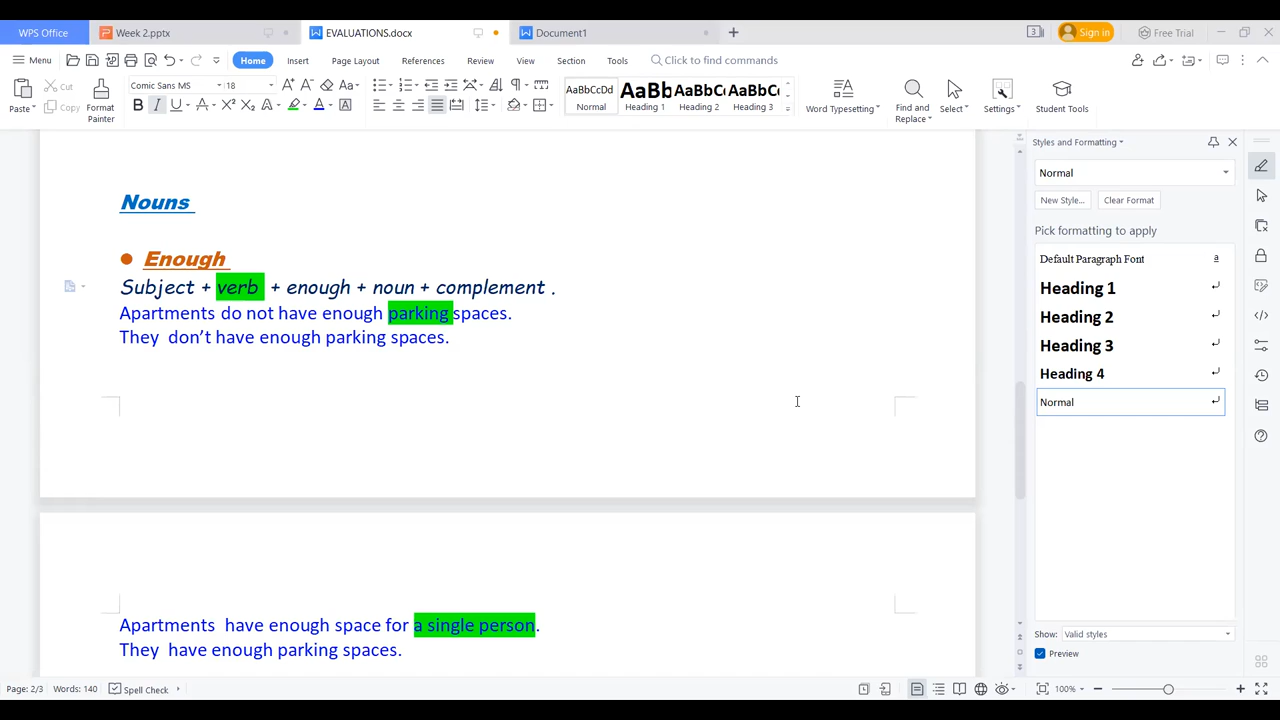 WPS Office
Week 2.pptx
EVALUATIONS.docx
Document1
3
Sign in
Free Trial
Menu
Home
Insert
Page Layout
References
Review
View
Section
Tools
Click to find commands
Paste
Cut
Copy
Format Painter
Comic Sans MS
18
AaBbCcDd
Normal
AaBb
Heading 1
AaBbC
Heading 2
AaBbC
Heading 3
Word Typesetting
Find and Replace
Select
Settings
Student Tools
Styles and Formatting
Normal
New Style...
Clear Format
Pick formatting to apply
Default Paragraph Font a
Heading 1
Heading 2
Heading 3
Heading 4
Normal
Show: Valid styles
Preview
Nouns
Enough
Subject + verb + enough + noun + complement .
Apartments do not have enough parking spaces.
They don’t have enough parking spaces.
Apartments have enough space for a single person.
They have enough parking spaces.
Page: 2/3
Words: 140
Spell Check
100%